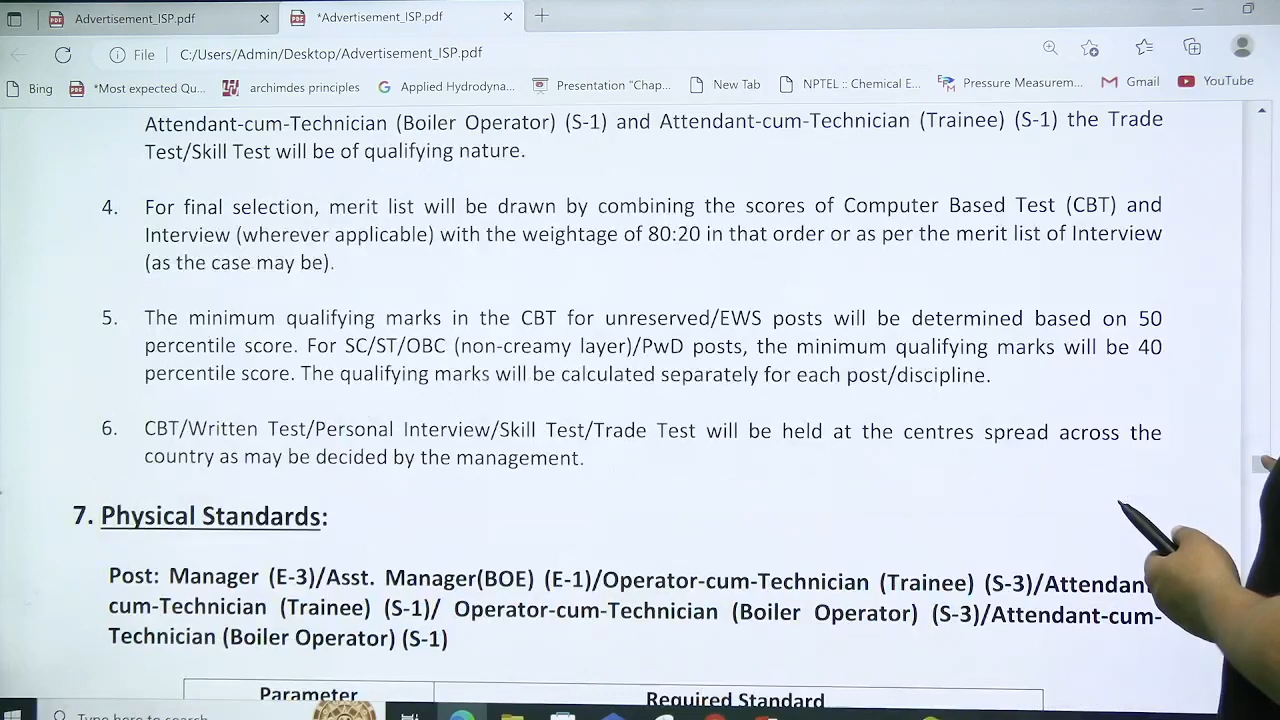 Advertisement_ISP.pdf
*Advertisement_ISP.pdf
File C:/Users/Admin/Desktop/Advertisement_ISP.pdf
Bing *Most expected Qu... archimdes principles Applied Hydrodyna... Presentation "Chap... New Tab NPTEL :: Chemical E... Pressure Measurem... Gmail YouTube
Attendant-cum-Technician (Boiler Operator) (S-1) and Attendant-cum-Technician (Trainee) (S-1) the Trade
Test/Skill Test will be of qualifying nature.
4. For final selection, merit list will be drawn by combining the scores of Computer Based Test (CBT) and
Interview (wherever applicable) with the weightage of 80:20 in that order or as per the merit list of Interview
(as the case may be).
5. The minimum qualifying marks in the CBT for unreserved/EWS posts will be determined based on 50
percentile score. For SC/ST/OBC (non-creamy layer)/PwD posts, the minimum qualifying marks will be 40
percentile score. The qualifying marks will be calculated separately for each post/discipline.
6. CBT/Written Test/Personal Interview/Skill Test/Trade Test will be held at the centres spread across the
country as may be decided by the management.
7. Physical Standards:
Post: Manager (E-3)/Asst. Manager(BOE) (E-1)/Operator-cum-Technician (Trainee) (S-3)/Attendan
cum-Technician (Trainee) (S-1)/ Operator-cum-Technician (Boiler Operator) (S-3)/Attendant-cum-
Technician (Boiler Operator) (S-1)
Parameter Required Standard
Type here to search